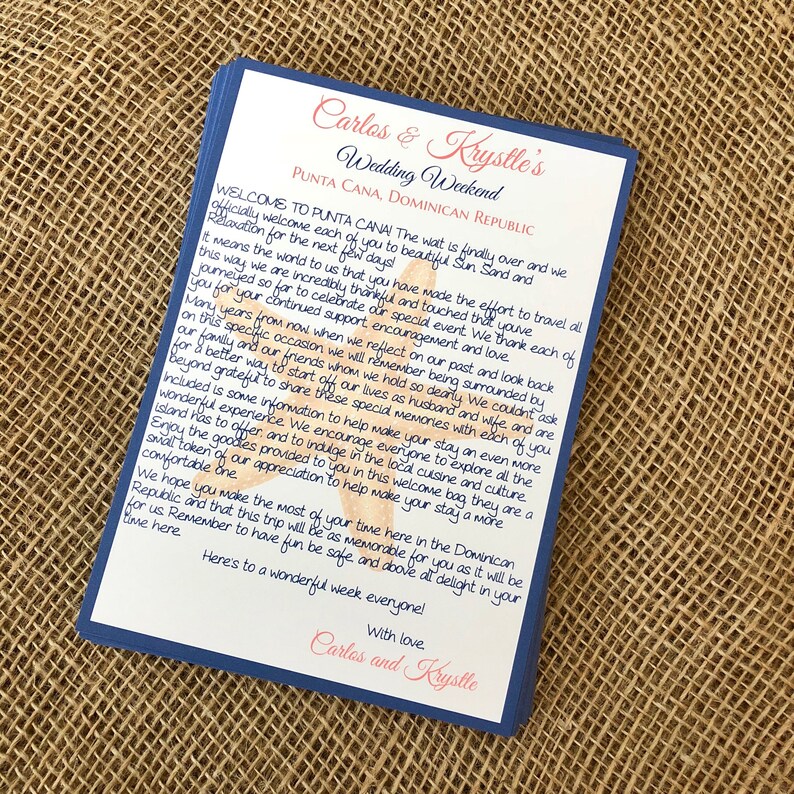 Carlos & Krystle's
Wedding Weekend
Punta Cana, Dominican Republic
WELCOME TO PUNTA CANA! The wait is finally over and we
officially welcome each of you to beautiful Sun, Sand and
Relaxation for the next few days!
It means the world to us that you have made the effort to travel all
this way. we are incredibly thankful and touched that youve
journeyed so far to celebrate our special event. We thank each of
you for your continued support, encouragement and love.
Many years from now, when we reflect on our past and look back
on this specific occasion, we will remember being surrounded by
our family and our friends whom we hold so dearly. We couldn't ask
for a better way to start off our lives as husband and wife, and are
beyond grateful to share these special memories with each of you
Included is some information to help make your stay an even more
wonderful experience. We encourage everyone to explore all the
island has to offer, and to indulge in the local cuisine and culture.
Enjoy the goodies provided to you in this welcome bag, they are a
small token of our appreciation to help make your stay a more
comfortable one.
We hope you make the most of your time here in the Dominican
Republic and that this trip will be as memorable for you as it will be
for us. Remember to have fun, be safe, and above all, delight in your
time here.
Here's to a wonderful week everyone!
With love,
Carlos and Krystle